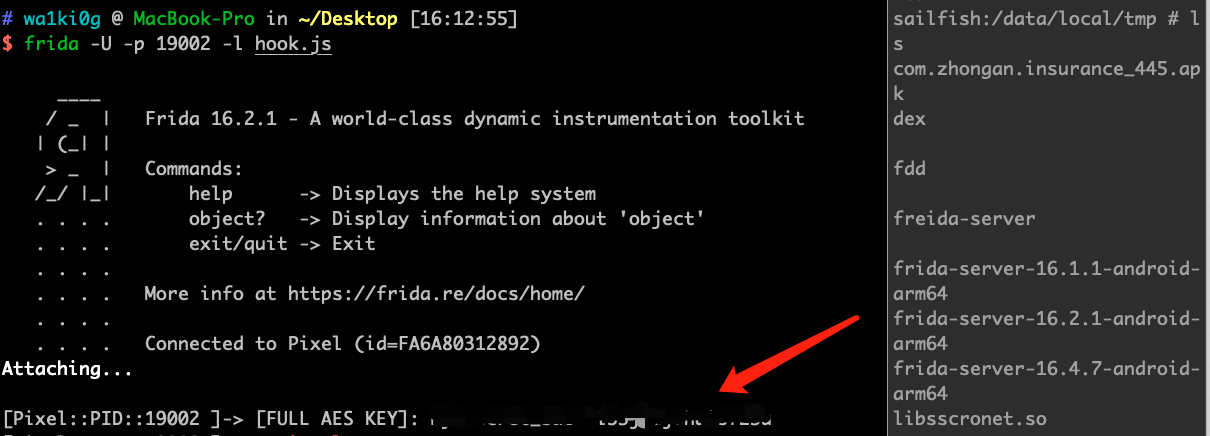 # wa1ki0g @ MacBook-Pro in ~/Desktop [16:12:55]
$ frida -U -p 19002 -l hook.js
     ____
    / _  |   Frida 16.2.1 - A world-class dynamic instrumentation toolkit
   | (_| |
    > _  |   Commands:
   /_/ |_|       help      -> Displays the help system
   . . . .       object?   -> Display information about 'object'
   . . . .       exit/quit -> Exit
   . . . .
   . . . .   More info at https://frida.re/docs/home/
   . . . .
   . . . .   Connected to Pixel (id=FA6A80312892)
Attaching...
[Pixel::PID::19002 ]-> [FULL AES KEY]:
sailfish:/data/local/tmp # l
s
com.zhongan.insurance_445.ap
k
dex
fdd
freida-server
frida-server-16.1.1-android-
arm64
frida-server-16.2.1-android-
arm64
frida-server-16.4.7-android-
arm64
libsscronet.so